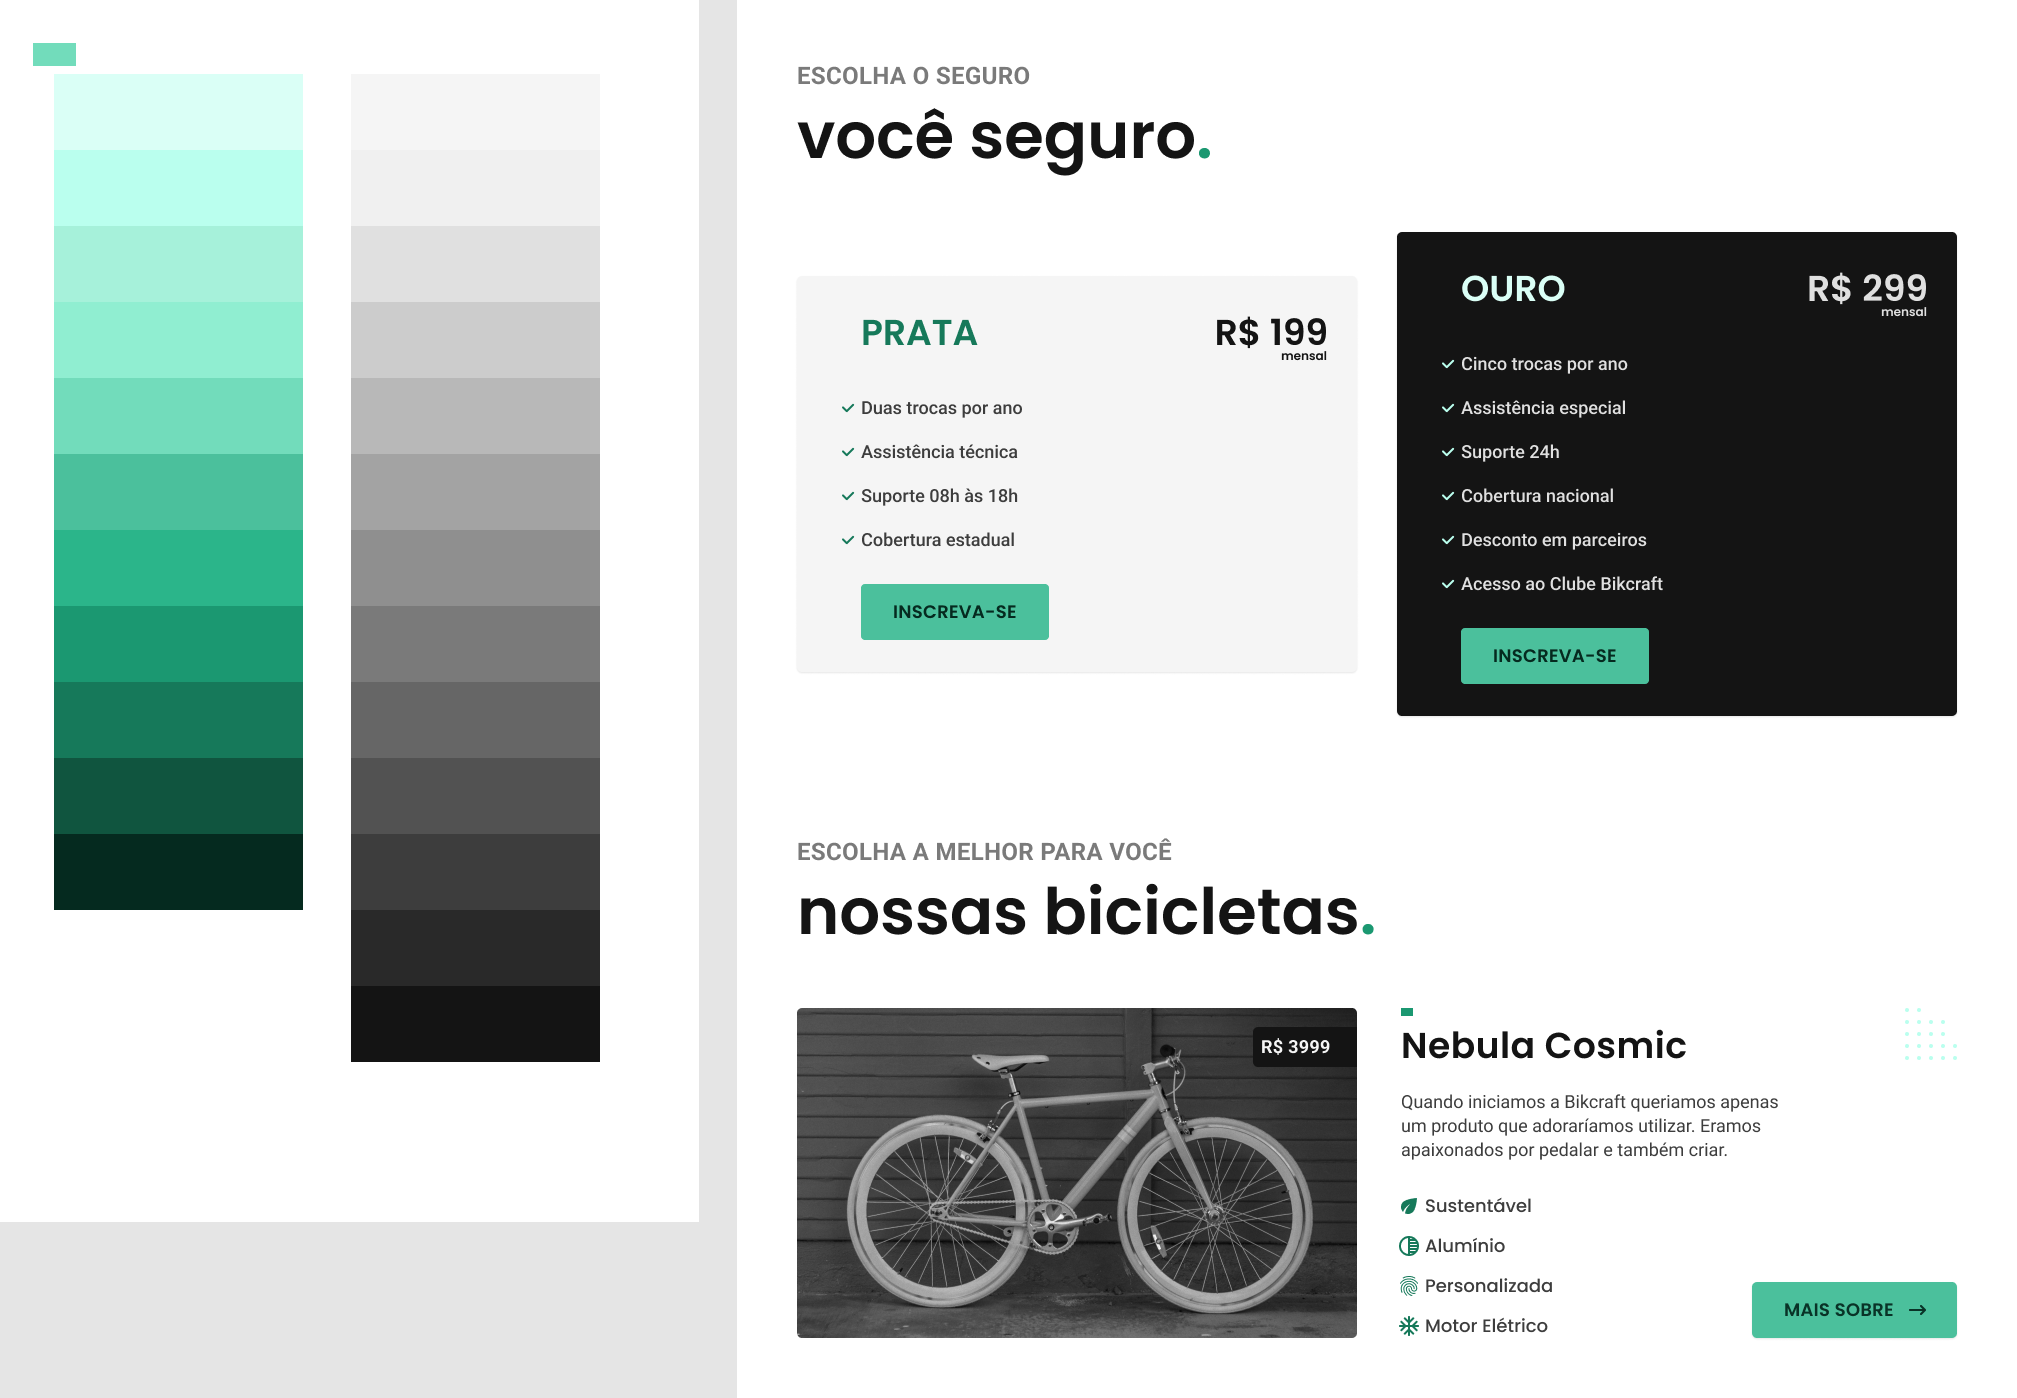 ESCOLHA O SEGURO
você seguro.
PRATA
R$ 199
mensal
Duas trocas por ano
Assistência técnica
Suporte 08h às 18h
Cobertura estadual
INSCREVA-SE
OURO
R$ 299
mensal
Cinco trocas por ano
Assistência especial
Suporte 24h
Cobertura nacional
Desconto em parceiros
Acesso ao Clube Bikcraft
INSCREVA-SE
ESCOLHA A MELHOR PARA VOCÊ
nossas bicicletas.
R$ 3999
Nebula Cosmic
Quando iniciamos a Bikcraft queriamos apenas
um produto que adoraríamos utilizar. Eramos
apaixonados por pedalar e também criar.
Sustentável
Alumínio
Personalizada
Motor Elétrico
MAIS SOBRE